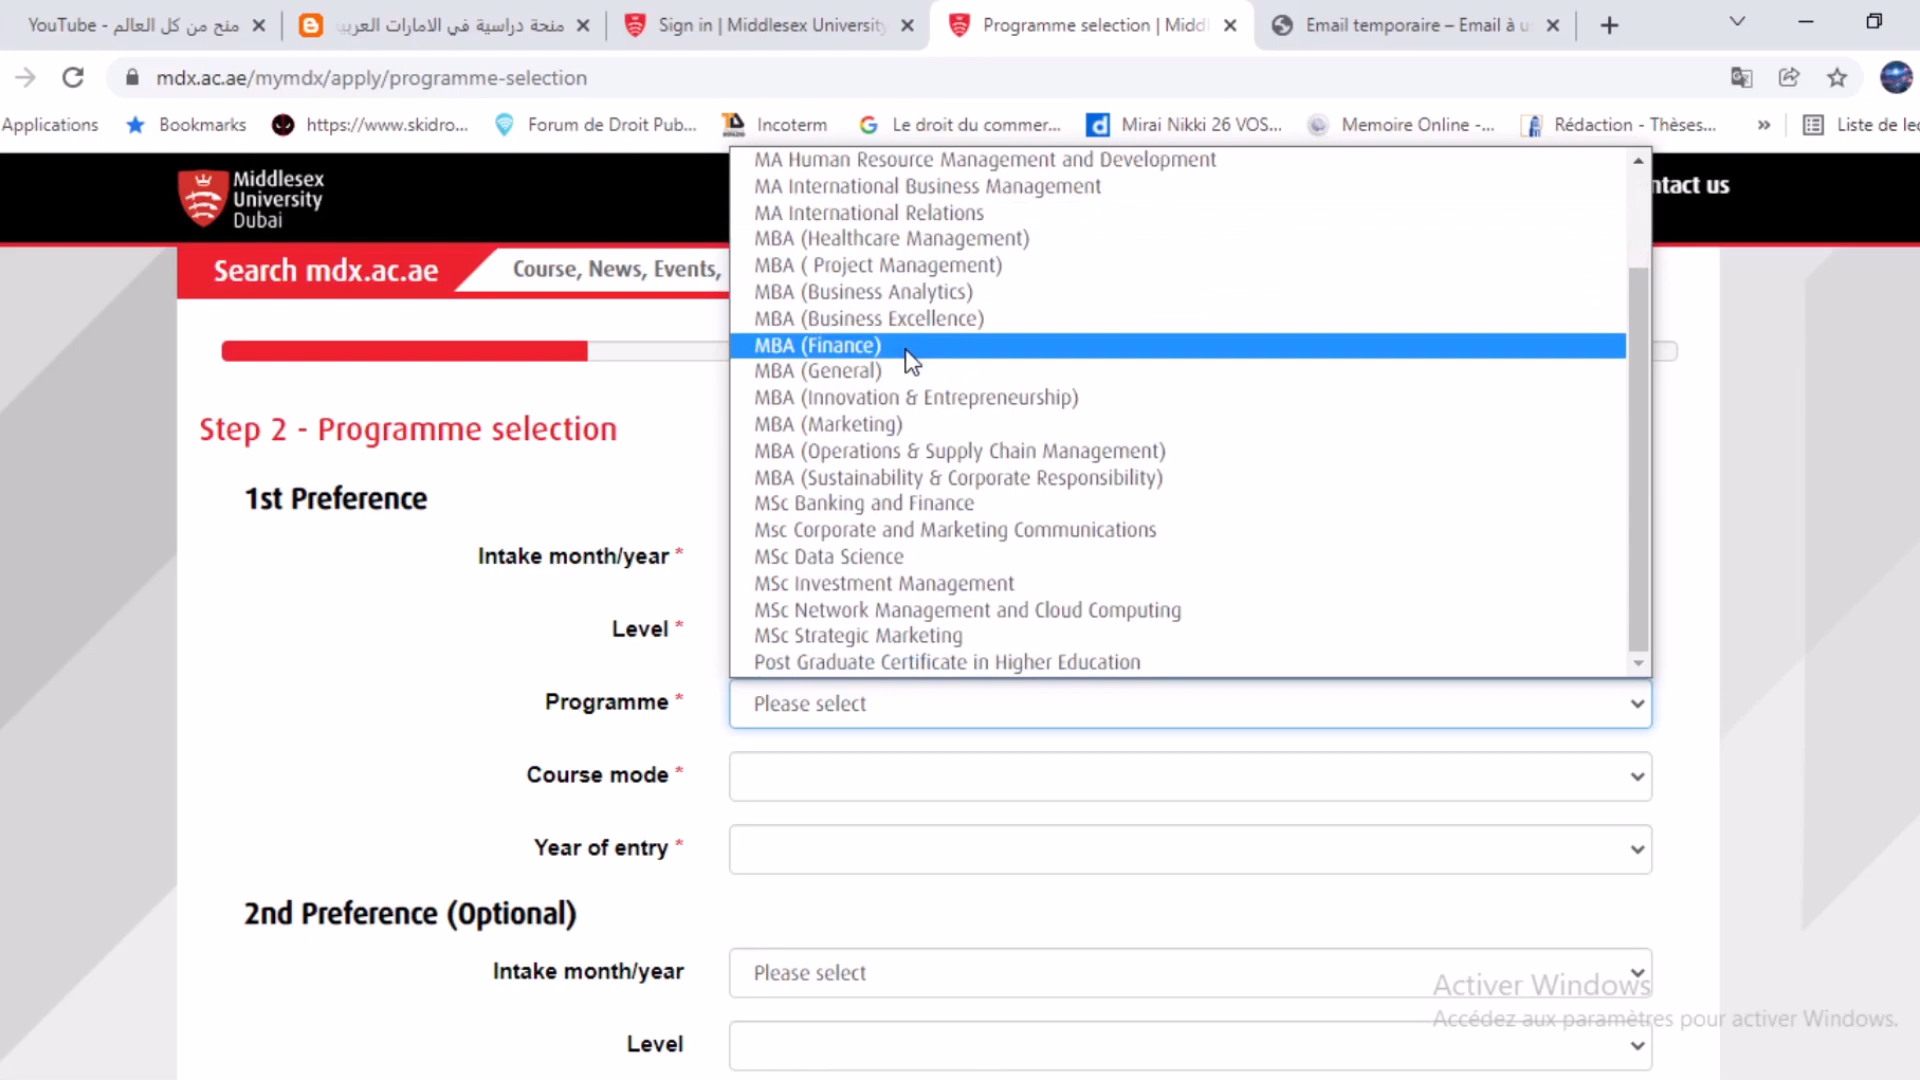 YouTube - منح من كل العالم
منحة دراسية في الامارات العربية
Sign in | Middlesex University
Programme selection | Midd
Email temporaire – Email à u
mdx.ac.ae/mymdx/apply/programme-selection
Applications
Bookmarks
https://www.skidro...
Forum de Droit Pub...
Incoterm
Le droit du commer...
Mirai Nikki 26 VOS...
Memoire Online -...
Rédaction - Thèses...
»
Liste de lec
Middlesex
University
Dubai
ntact us
Search mdx.ac.ae
Course, News, Events,
MA Human Resource Management and Development
MA International Business Management
MA International Relations
MBA (Healthcare Management)
MBA ( Project Management)
MBA (Business Analytics)
MBA (Business Excellence)
MBA (Finance)
MBA (General)
MBA (Innovation & Entrepreneurship)
MBA (Marketing)
MBA (Operations & Supply Chain Management)
MBA (Sustainability & Corporate Responsibility)
MSc Banking and Finance
Msc Corporate and Marketing Communications
MSc Data Science
MSc Investment Management
MSc Network Management and Cloud Computing
MSc Strategic Marketing
Post Graduate Certificate in Higher Education
Step 2 - Programme selection
1st Preference
Intake month/year *
Level *
Programme *
Please select
Course mode *
Year of entry *
2nd Preference (Optional)
Intake month/year
Please select
Level
Activer Windows
Accédez aux paramètres pour activer Windows.